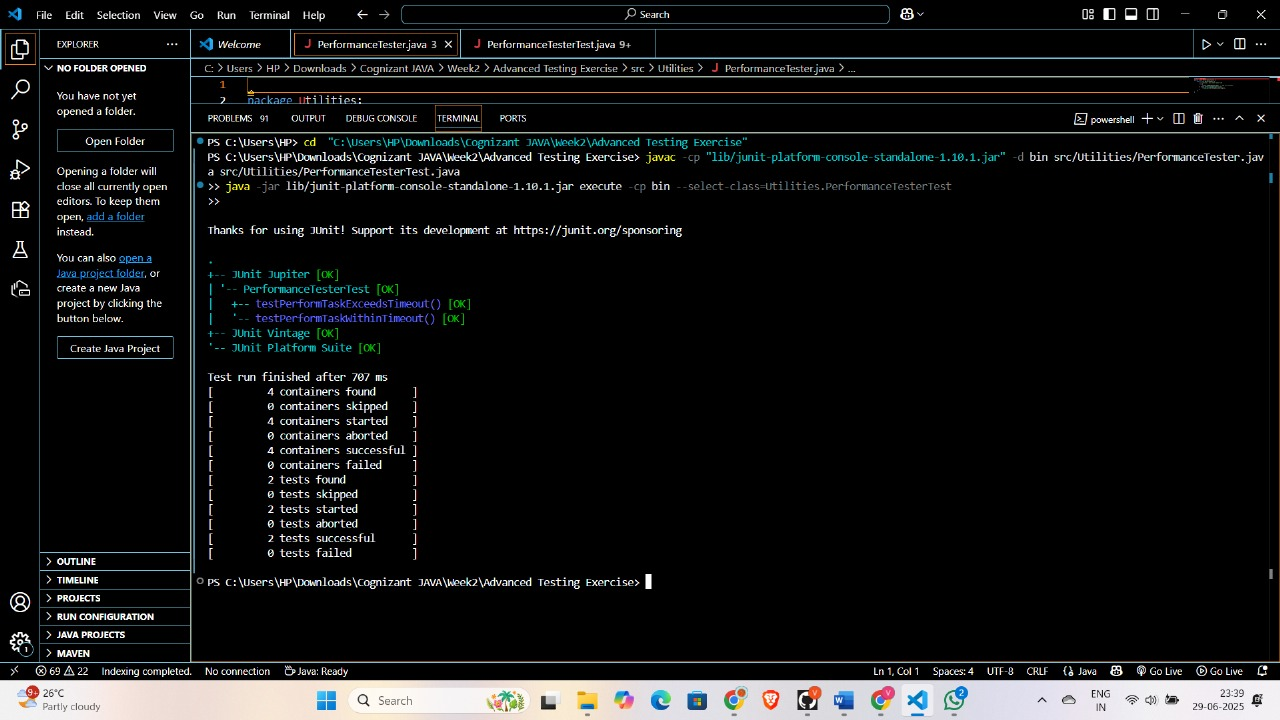 File Edit Selection View Go Run Terminal Help Search
EXPLORER ...
Welcome
PerformanceTester.java 3
PerformanceTesterTest.java 9+
NO FOLDER OPENED
C: > Users > HP > Downloads > Cognizant JAVA > Week2 > Advanced Testing Exercise > src > Utilities > PerformanceTester.java > ...
1
2 package Utilities;
You have not yet
opened a folder.
Open Folder
Opening a folder will
close all currently open
editors. To keep them
open, add a folder
instead.
You can also open a
Java project folder, or
create a new Java
project by clicking the
button below.
Create Java Project
OUTLINE
TIMELINE
PROJECTS
RUN CONFIGURATION
JAVA PROJECTS
MAVEN
PROBLEMS 91 OUTPUT DEBUG CONSOLE TERMINAL PORTS powershell
PS C:\Users\HP> cd "C:\Users\HP\Downloads\Cognizant JAVA\Week2\Advanced Testing Exercise"
PS C:\Users\HP\Downloads\Cognizant JAVA\Week2\Advanced Testing Exercise> javac -cp "lib/junit-platform-console-standalone-1.10.1.jar" -d bin src/Utilities/PerformanceTester.jav
a src/Utilities/PerformanceTesterTest.java
>> java -jar lib/junit-platform-console-standalone-1.10.1.jar execute -cp bin --select-class=Utilities.PerformanceTesterTest
>>
Thanks for using JUnit! Support its development at https://junit.org/sponsoring
.
+-- JUnit Jupiter [OK]
| '-- PerformanceTesterTest [OK]
|   +-- testPerformTaskExceedsTimeout() [OK]
|   '-- testPerformTaskWithinTimeout() [OK]
+-- JUnit Vintage [OK]
'-- JUnit Platform Suite [OK]
Test run finished after 707 ms
[         4 containers found      ]
[         0 containers skipped    ]
[         4 containers started    ]
[         0 containers aborted    ]
[         4 containers successful ]
[         0 containers failed     ]
[         2 tests found           ]
[         0 tests skipped         ]
[         2 tests started         ]
[         0 tests aborted         ]
[         2 tests successful      ]
[         0 tests failed          ]
PS C:\Users\HP\Downloads\Cognizant JAVA\Week2\Advanced Testing Exercise>
1
69 22 Indexing completed. No connection Java: Ready Ln 1, Col 1 Spaces: 4 UTF-8 CRLF {} Java Go Live Go Live
9+ 26°C
Partly cloudy
Search
V V 2
ENG
IN
23:39
29-06-2025